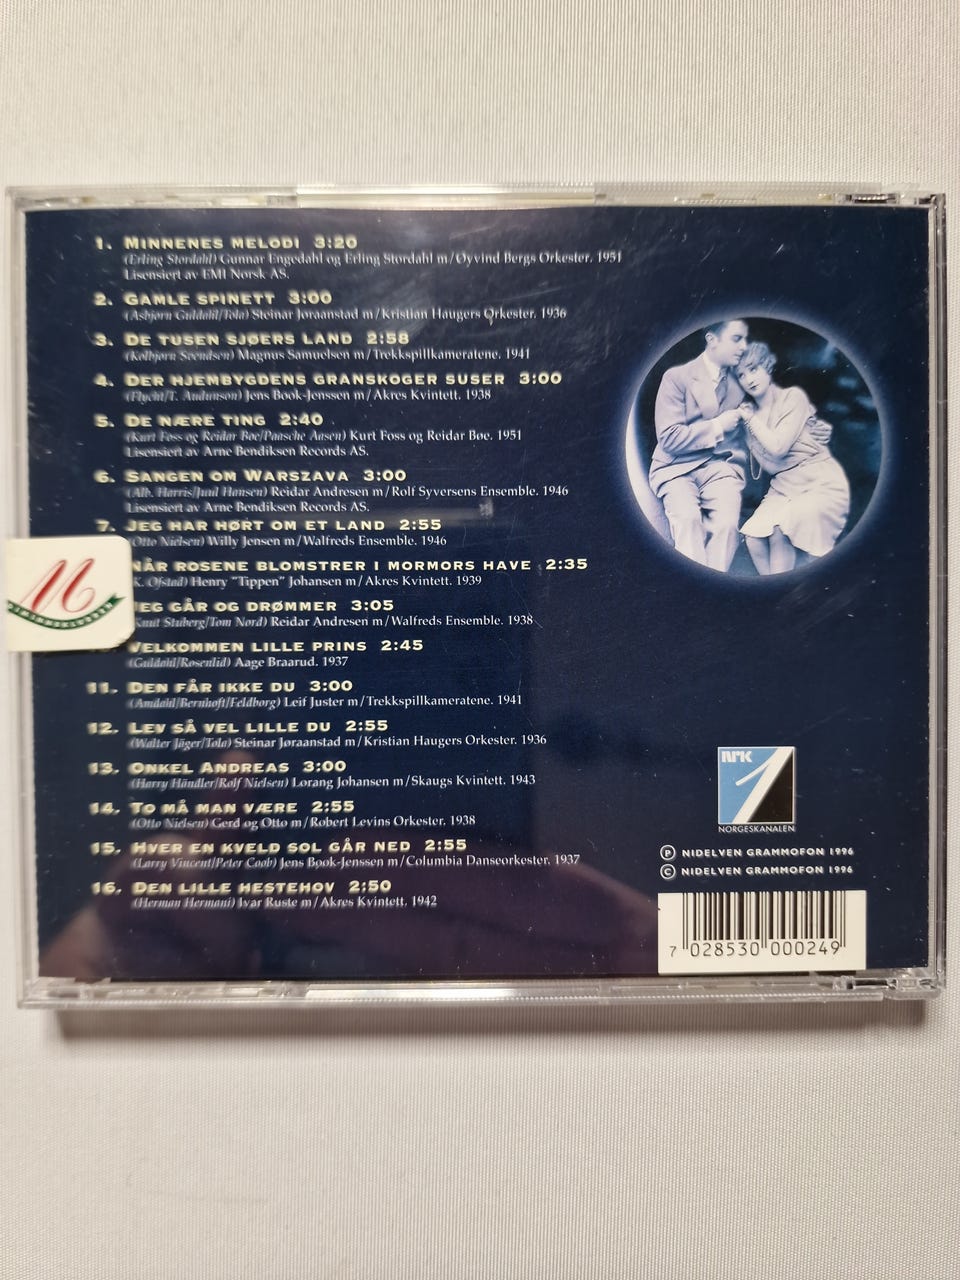 1. MINNENES MELODI 3:20
(Erling Stordahl) Gunnar Engedahl og Erling Stordahl m/Øyvind Bergs Orkester. 1951
Lisensiert av EMI Norsk AS.
2. GAMLE SPINETT 3:00
(Asbjørn Guldahl/Tola) Steinar Jøraanstad m/Kristian Haugers Orkester. 1936
3. DE TUSEN SJØERS LAND 2:58
(Kolbjørn Svendsen) Magnus Samuelsen m/Trekkspillkameratene. 1941
4. DER HJEMBYGDENS GRANSKOGER SUSER 3:00
(Flycht/T. Audunson) Jens Book-Jenssen m/Akres Kvintett. 1938
5. DE NÆRE TING 2:40
(Kurt Foss og Reidar Bøe/Paasche Aasen) Kurt Foss og Reidar Bøe. 1951
Lisensiert av Arne Bendiksen Records AS.
6. SANGEN OM WARSZAVA 3:00
(Alb. Harris/Juul Hansen) Reidar Andresen m/Rolf Syversens Ensemble. 1946
Lisensiert av Arne Bendiksen Records AS.
7. JEG HAR HØRT OM ET LAND 2:55
(Otto Nielsen) Willy Jensen m/Walfreds Ensemble. 1946
NÅR ROSENE BLOMSTRER I MORMORS HAVE 2:35
K. Ofstad) Henry "Tippen" Johansen m/Akres Kvintett. 1939
JEG GÅR OG DRØMMER 3:05
Knut Stuberg/Tom Nord) Reidar Andresen m/Walfreds Ensemble. 1938
VELKOMMEN LILLE PRINS 2:45
(Guldahl/Rosenlid) Aage Braarud. 1937
11. DEN FÅR IKKE DU 3:00
(Amdahl/Bernhoft/Feldborg) Leif Juster m/Trekkspillkameratene. 1941
12. LEV SÅ VEL LILLE DU 2:55
(Walter Jäger/Tola) Steinar Jøraanstad m/Kristian Haugers Orkester. 1936
13. ONKEL ANDREAS 3:00
(Harry Händler/Rolf Nielsen) Lorang Johansen m/Skaugs Kvintett. 1943
14. TO MÅ MAN VÆRE 2:55
(Otto Nielsen) Gerd og Otto m/Robert Levins Orkester. 1938
15. HVER EN KVELD SOL GÅR NED 2:55
(Larry Vincent/Peter Coob) Jens Book-Jenssen m/Columbia Danseorkester. 1937
16. DEN LILLE HESTEHOV 2:50
(Herman Hermani) Ivar Ruste m/Akres Kvintett. 1942
M
NRK
1
NORGESKANALEN
Ⓟ NIDELVEN GRAMMOFON 1996
© NIDELVEN GRAMMOFON 1996
7 028530 000249